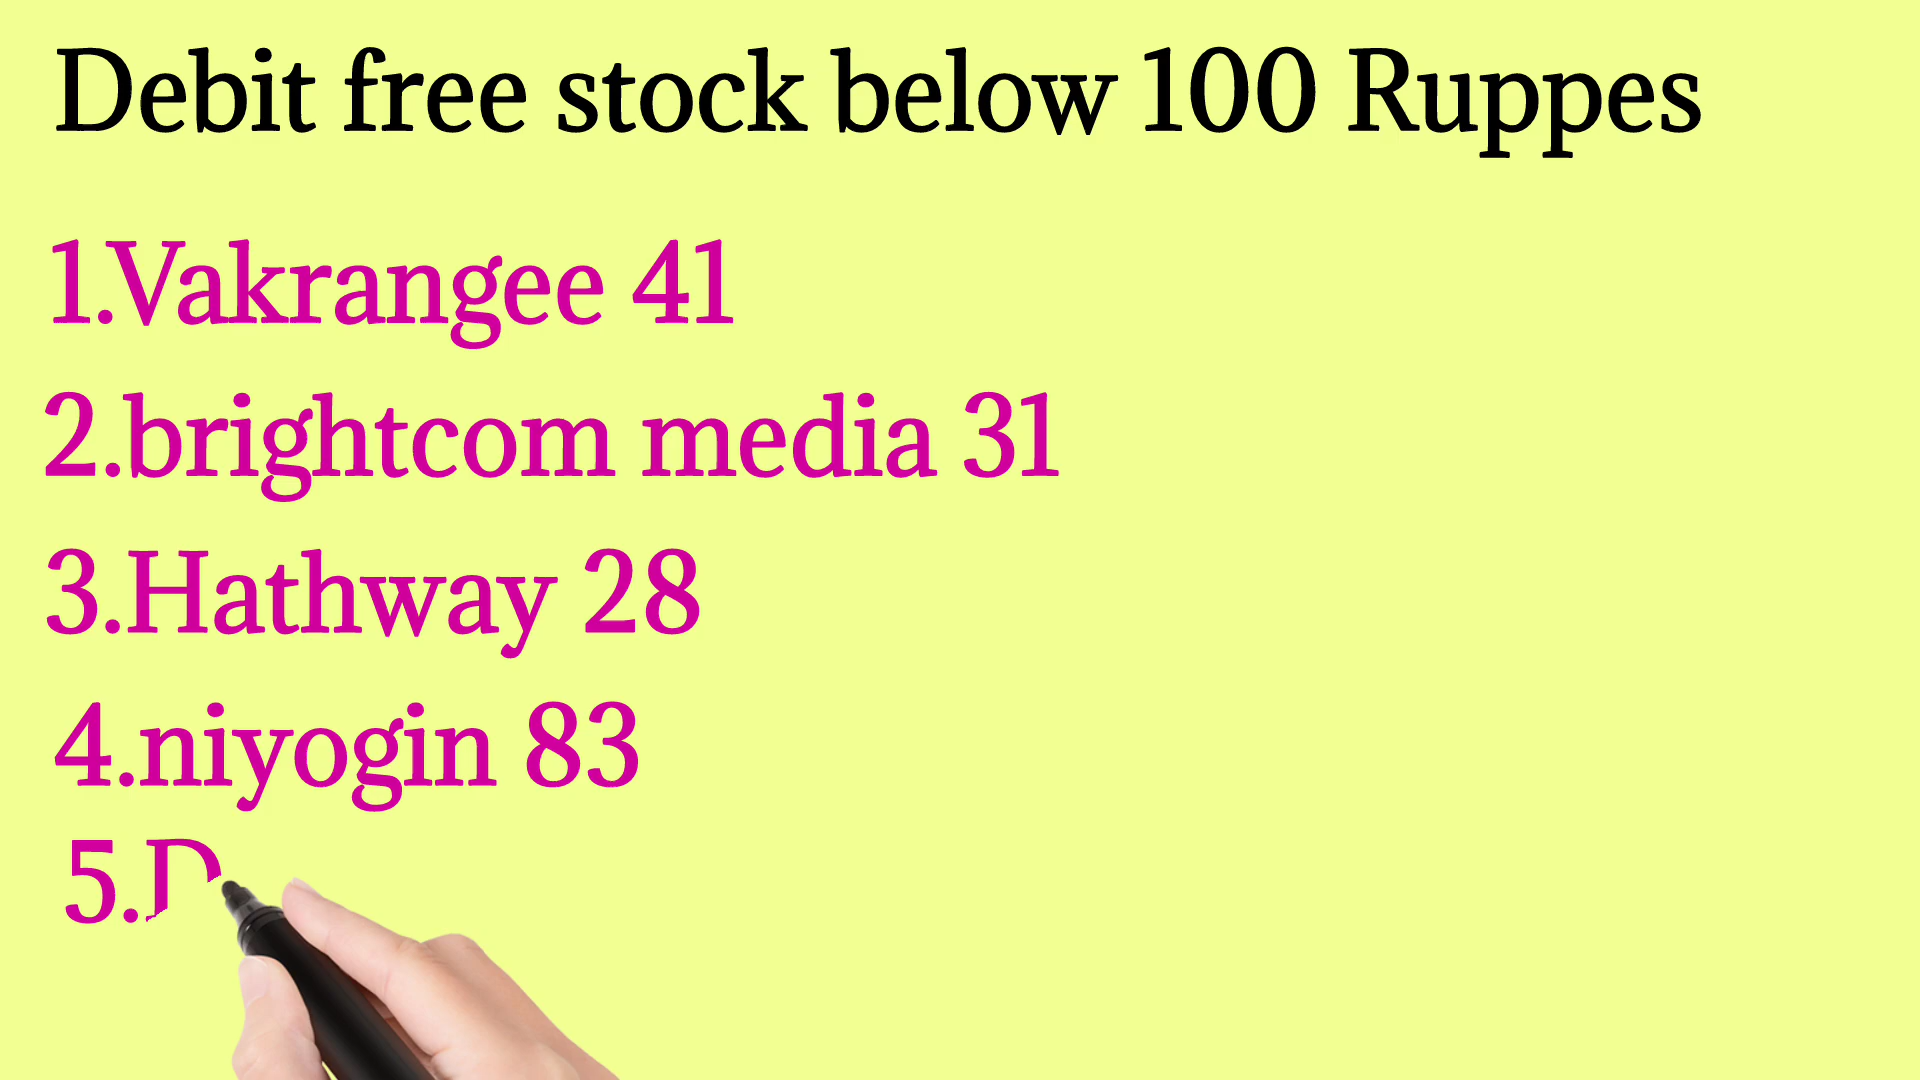 Debit free stock below 100 Ruppes
1.Vakrangee 41
2.brightcom media 31
3.Hathway 28
4.niyogin 83
5.D